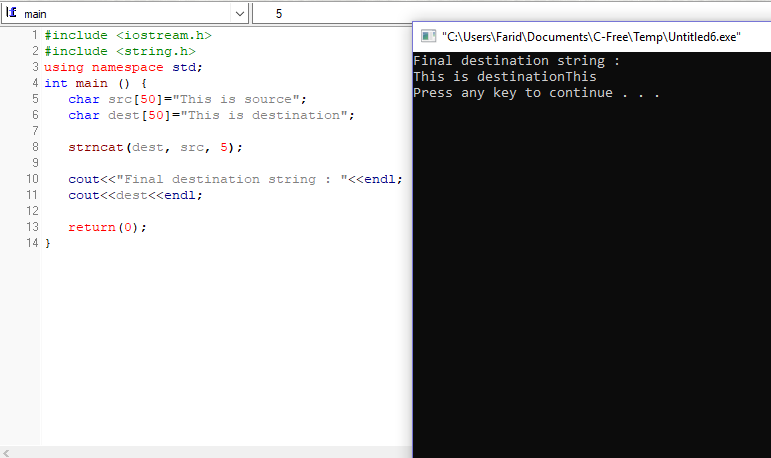 main
5
1 #include <iostream.h>
2 #include <string.h>
3 using namespace std;
4 int main () {
5 char src[50]="This is source";
6 char dest[50]="This is destination";
7
8 strncat(dest, src, 5);
9
10 cout<<"Final destination string : "<<endl;
11 cout<<dest<<endl;
12
13 return(0);
14 }
"C:\Users\Farid\Documents\C-Free\Temp\Untitled6.exe"
Final destination string :
This is destinationThis
Press any key to continue . . .